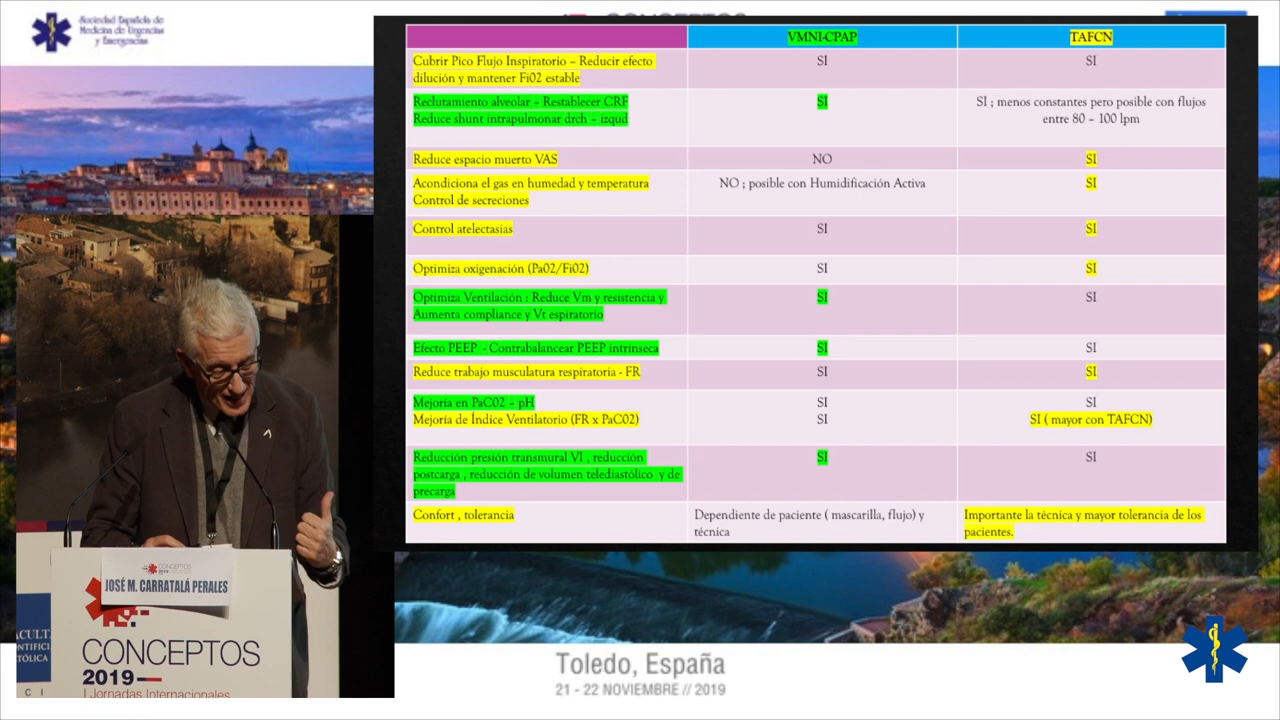 Sociedad Española de
Medicina de Urgencias
y Emergencias
VMNI-CPAP
TAFCN
Cubrir Pico Flujo Inspiratorio – Reducir efecto
dilución y mantener Fi02 estable
SI
SI
Reclutamiento alveolar – Restablecer CRF
Reduce shunt intrapulmonar drch – izqud
SI
SI ; menos constantes pero posible con flujos
entre 80 – 100 lpm
Reduce espacio muerto VAS
NO
SI
Acondiciona el gas en humedad y temperatura
Control de secreciones
NO ; posible con Humidificación Activa
SI
Control atelectasias
SI
SI
Optimiza oxigenación (Pa02/Fi02)
SI
SI
Optimiza Ventilación : Reduce Vm y resistencia y
Aumenta compliance y Vt espiratorio
SI
SI
Efecto PEEP - Contrabalancear PEEP intrínseca
SI
SI
Reduce trabajo musculatura respiratoria - FR
SI
SI
Mejoría en PaC02 – pH
Mejoría de Índice Ventilatorio (FR x PaC02)
SI
SI
SI
SI ( mayor con TAFCN)
Reducción presión transmural VI , reducción
postcarga , reducción de volumen telediastólico y de
precarga
SI
SI
Confort , tolerancia
Dependiente de paciente ( mascarilla, flujo) y
técnica
Importante la técnica y mayor tolerancia de los
pacientes.
CONCEPTOS
2019
JOSÉ M. CARRATALÁ PERALES
CONCEPTOS
2019
I Jornadas Internacionales
Toledo, España
21 - 22 NOVIEMBRE // 2019